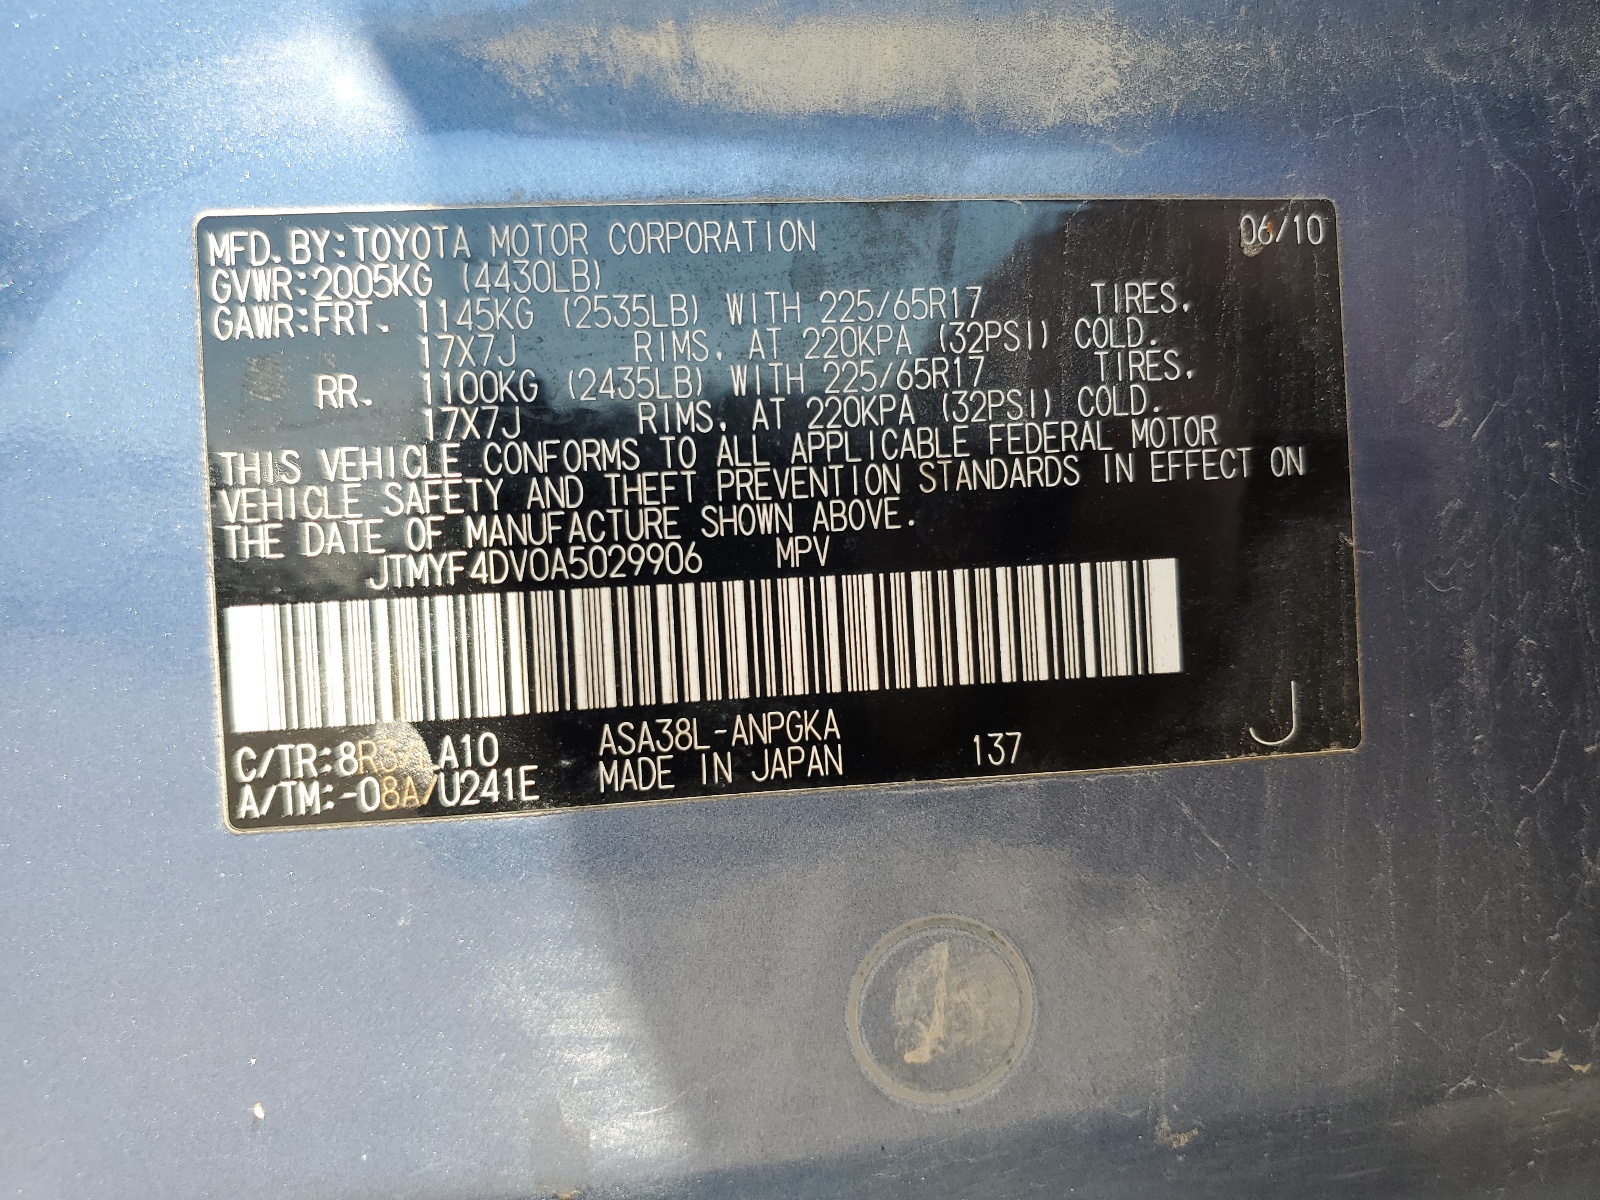 MFD. BY:TOYOTA MOTOR CORPORATION 06/10
GVWR:2005KG (4430LB)
GAWR:FRT. 1145KG (2535LB) WITH 225/65R17 TIRES,
17X7J RIMS, AT 220KPA (32PSI) COLD.
RR. 1100KG (2435LB) WITH 225/65R17 TIRES,
17X7J RIMS, AT 220KPA (32PSI) COLD.
THIS VEHICLE CONFORMS TO ALL APPLICABLE FEDERAL MOTOR
VEHICLE SAFETY AND THEFT PREVENTION STANDARDS IN EFFECT ON
THE DATE OF MANUFACTURE SHOWN ABOVE.
JTMYF4DV0A5029906 MPV
C/TR: A10 ASA38L-ANPGKA 137 J
A/TM:-08A/U241E MADE IN JAPAN